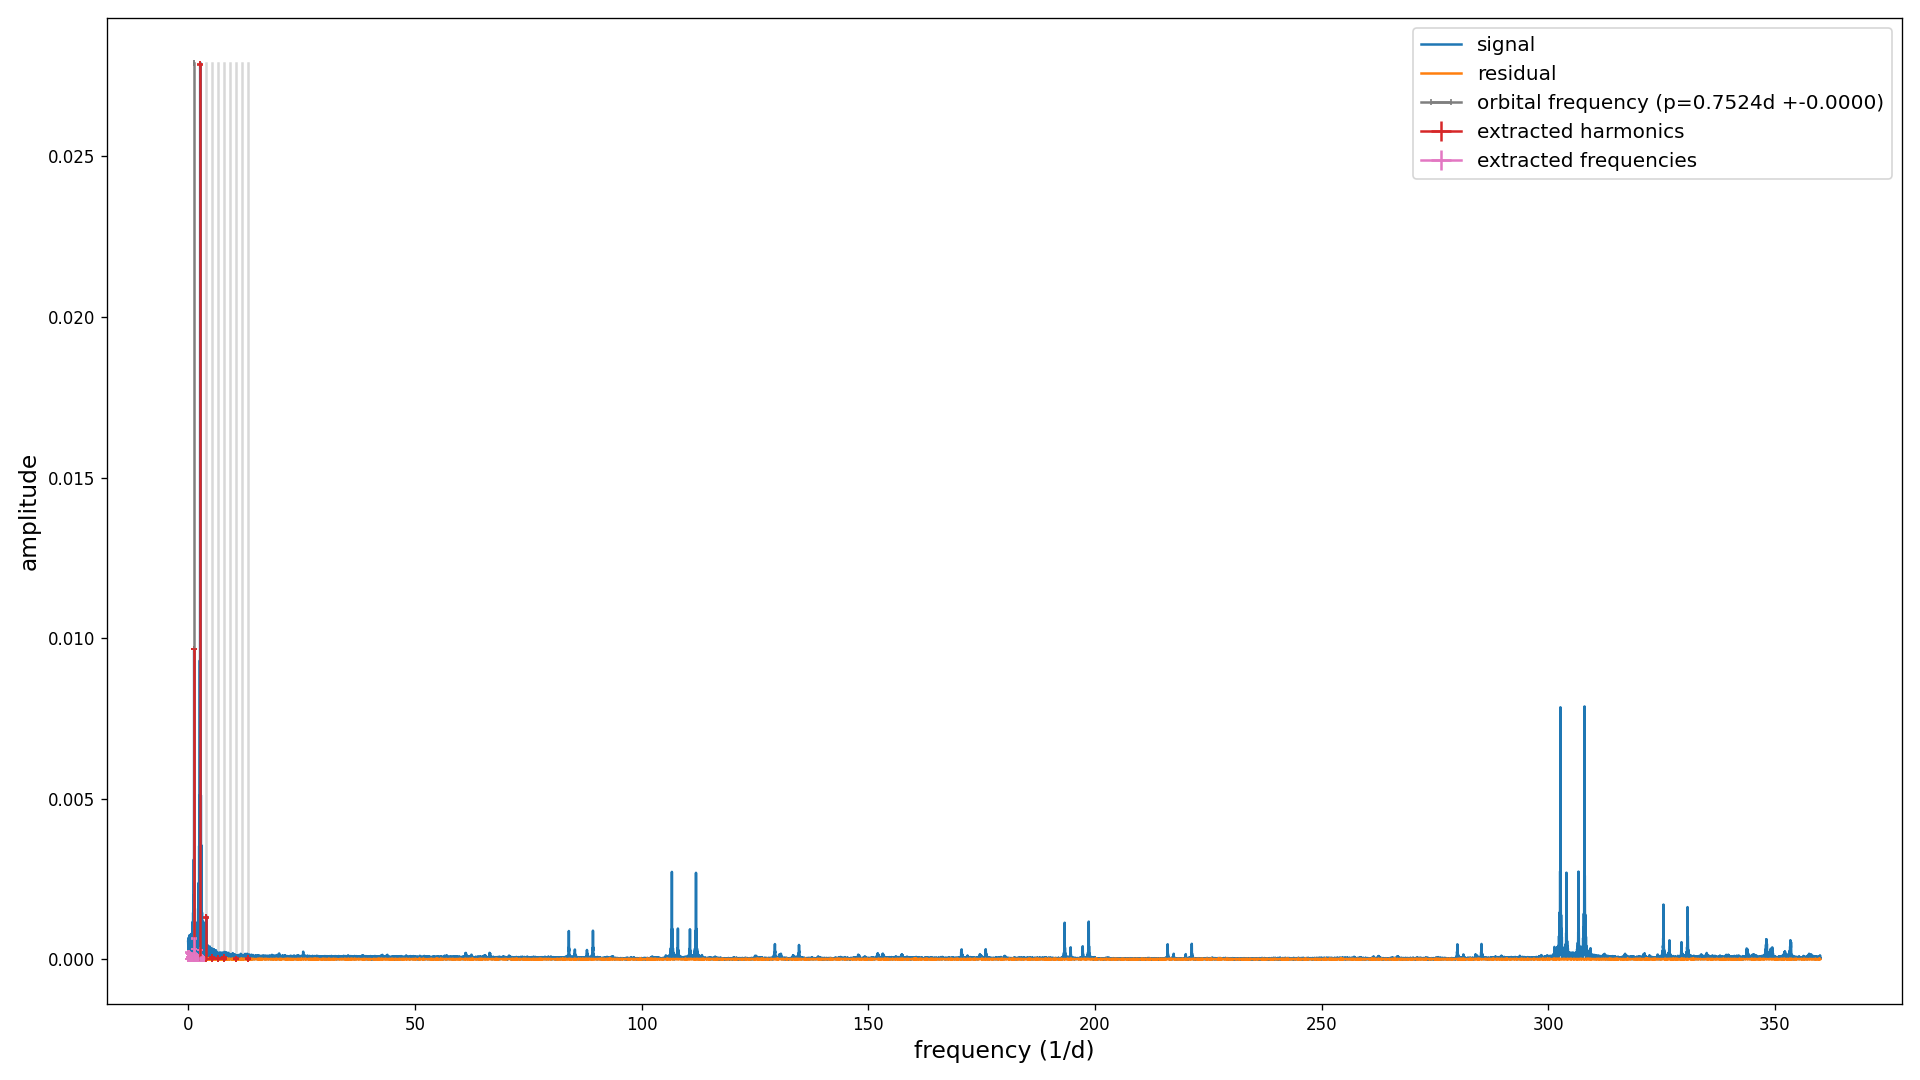 signal
residual
orbital frequency (p=0.7524d +-0.0000)
extracted harmonics
extracted frequencies
0.025
0.020
0.015
0.010
0.005
0.000
amplitude
0 50 100 150 200 250 300 350
frequency (1/d)